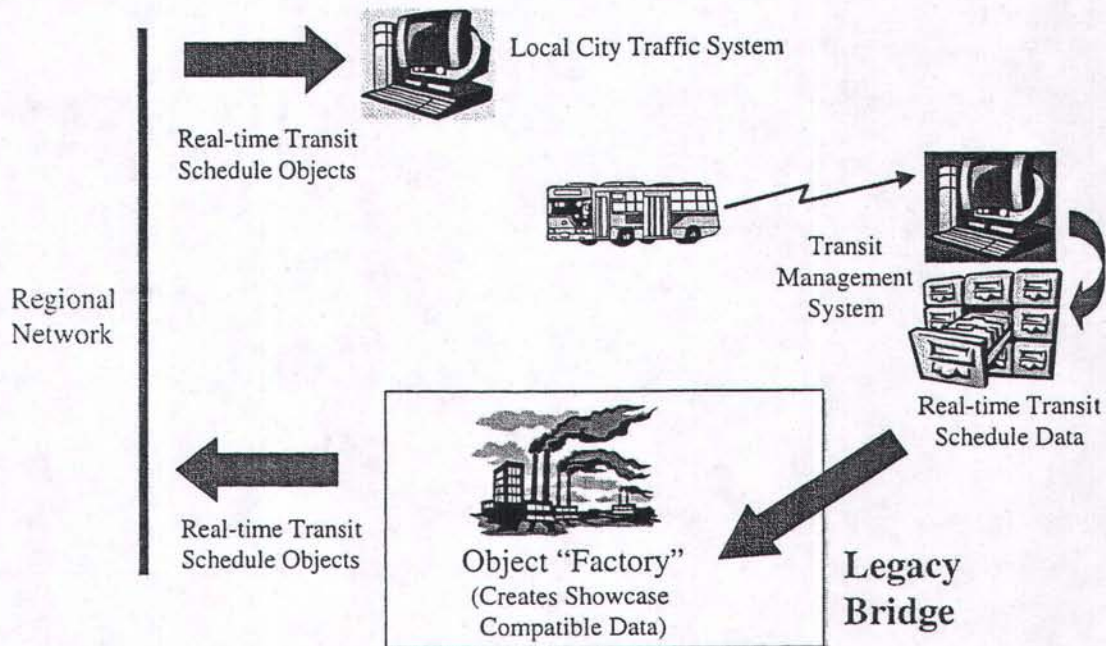 Local City Traffic System
Real-time Transit
Schedule Objects
Transit
Management
System
Regional
Network
Real-time Transit
Schedule Data
Real-time Transit
Schedule Objects
Object “Factory”
(Creates Showcase
Compatible Data)
Legacy
Bridge